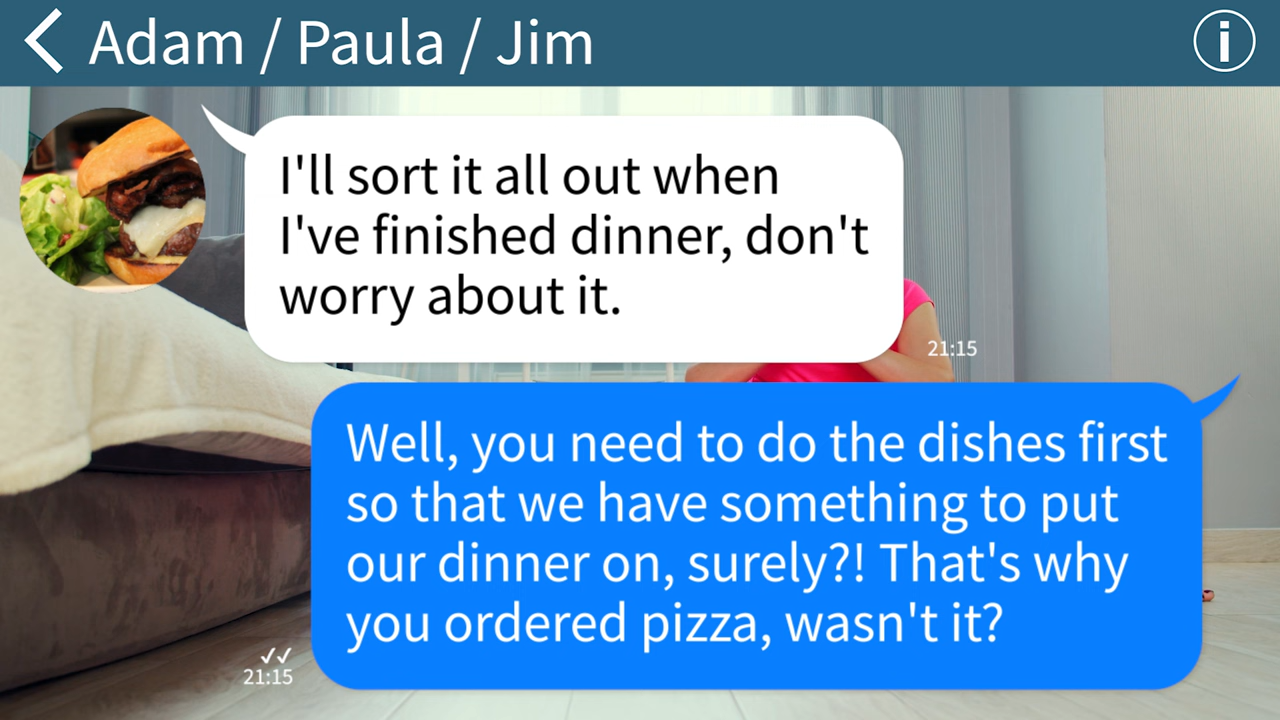 Adam / Paula / Jim
I'll sort it all out when
I've finished dinner, don't
worry about it.
21:15
Well, you need to do the dishes first
so that we have something to put
our dinner on, surely?! That's why
you ordered pizza, wasn't it?
21:15